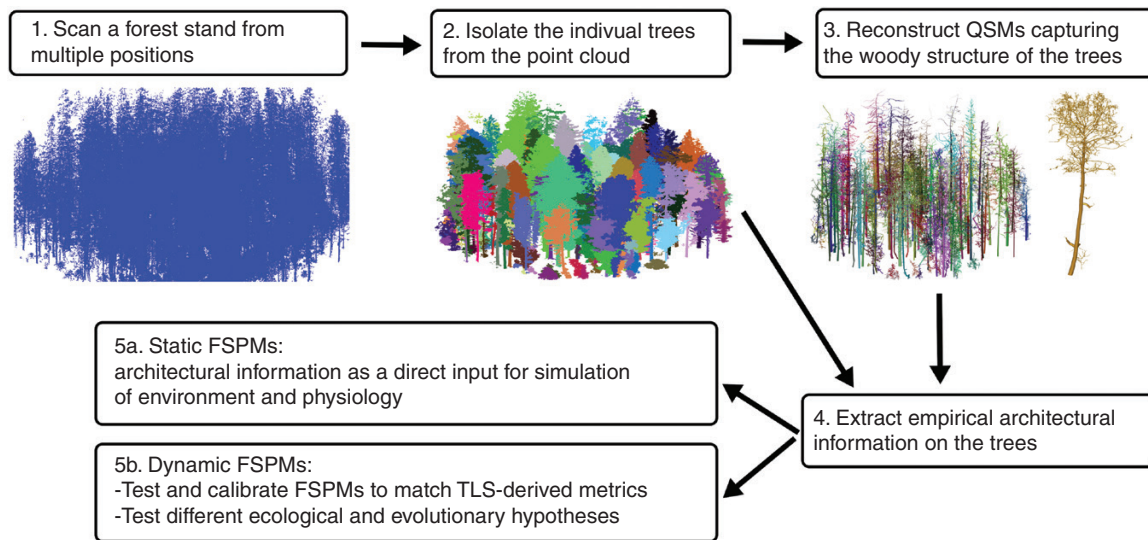 1. Scan a forest stand from
multiple positions
2. Isolate the indivual trees
from the point cloud
3. Reconstruct QSMs capturing
the woody structure of the trees
5a. Static FSPMs:
architectural information as a direct input for simulation
of environment and physiology
4. Extract empirical architectural
information on the trees
5b. Dynamic FSPMs:
-Test and calibrate FSPMs to match TLS-derived metrics
-Test different ecological and evolutionary hypotheses